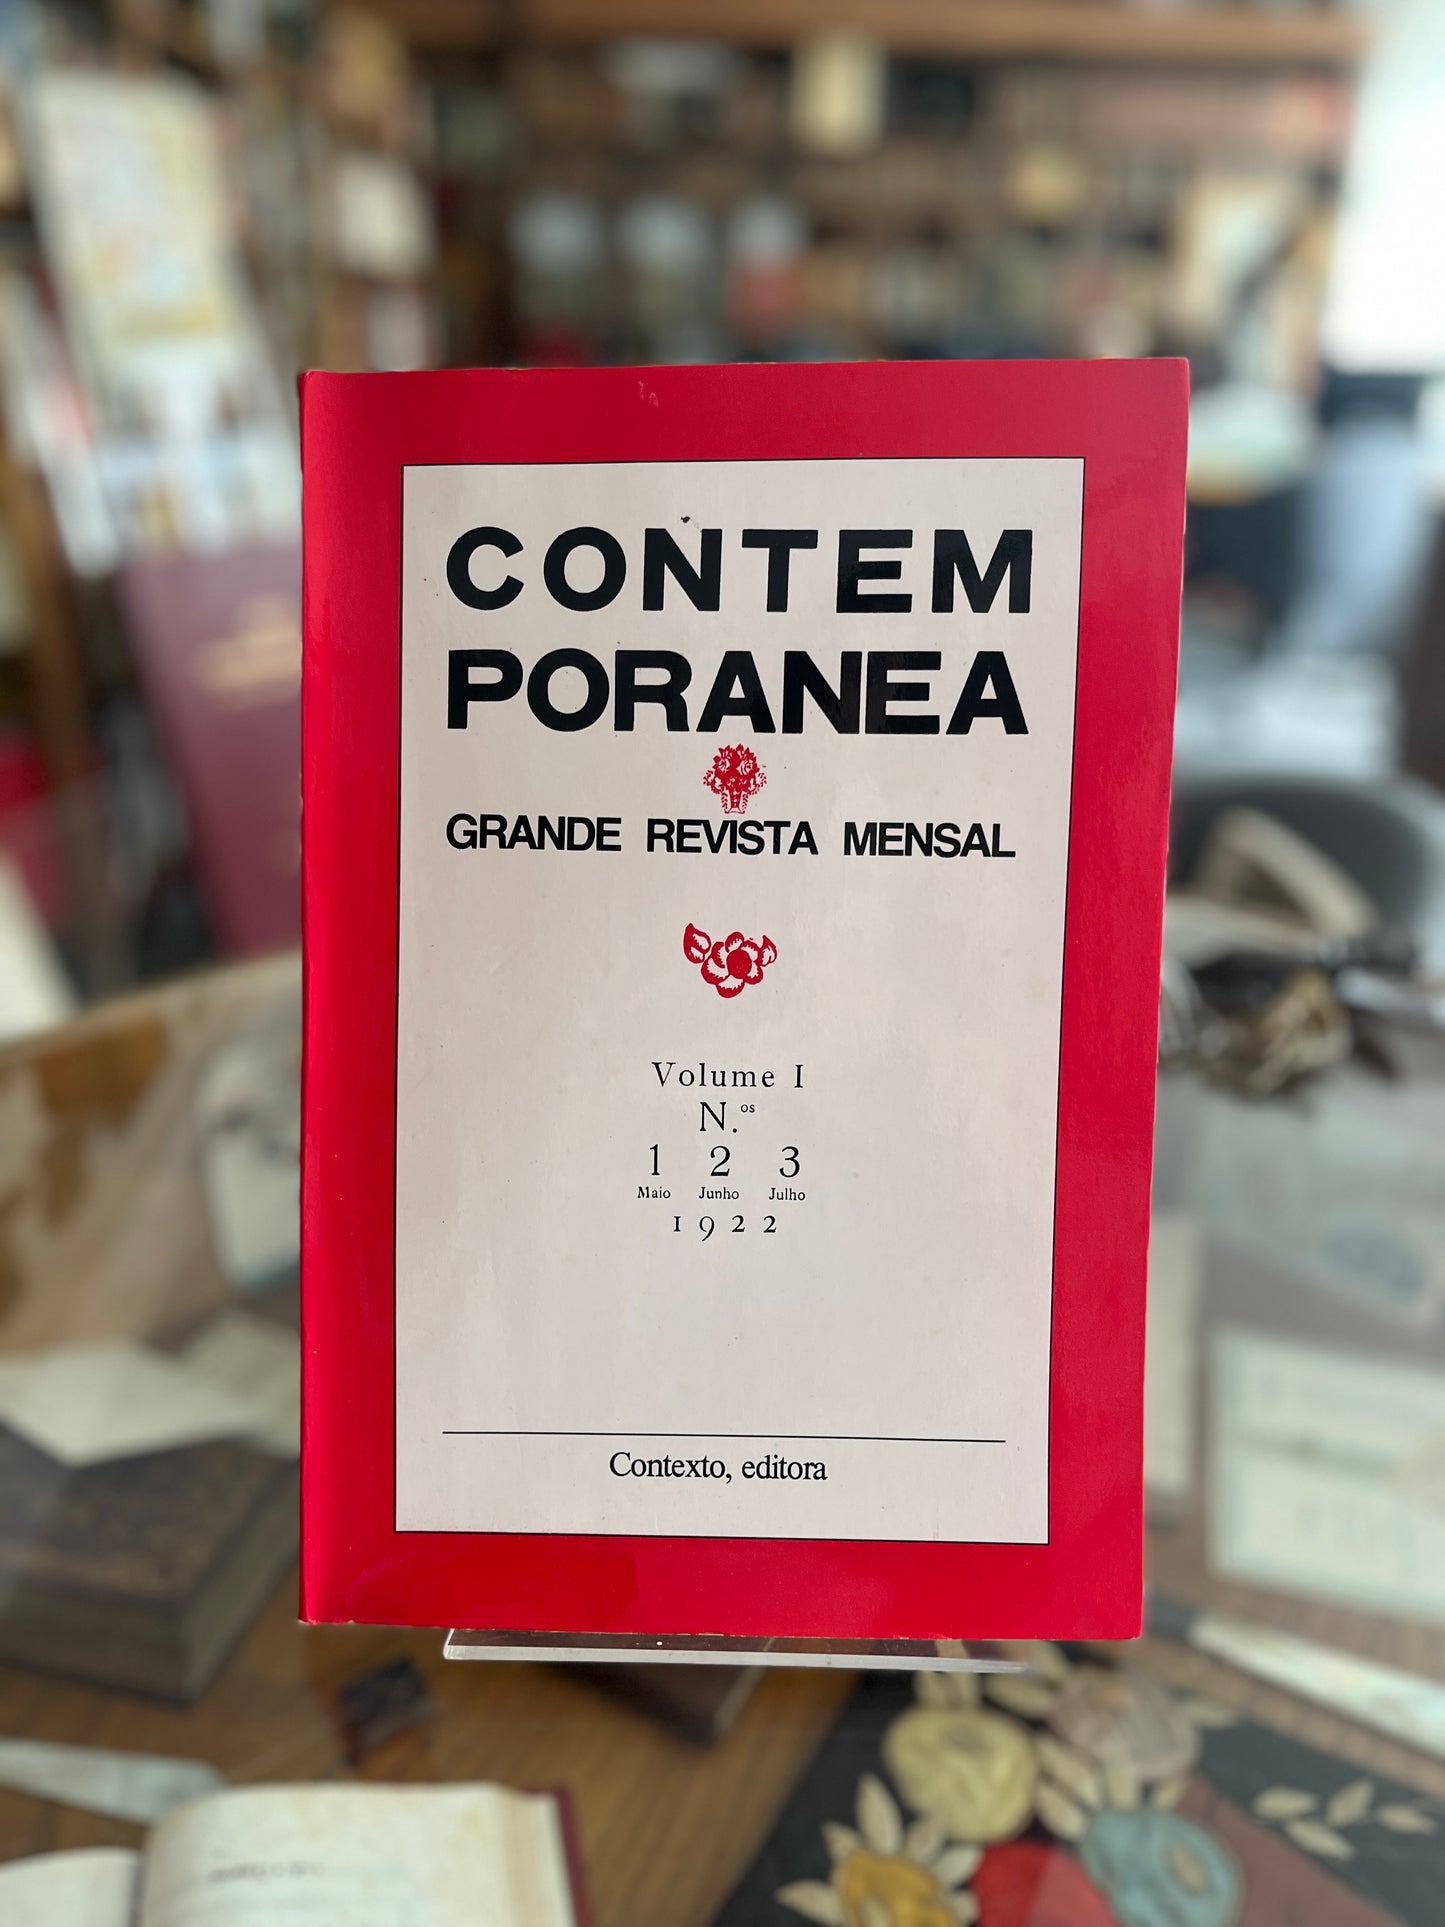 CONTEM
PORANEA
GRANDE REVISTA MENSAL
Volume I
N.os
1 2 3
Maio Junho Julho
1922
Contexto, editora